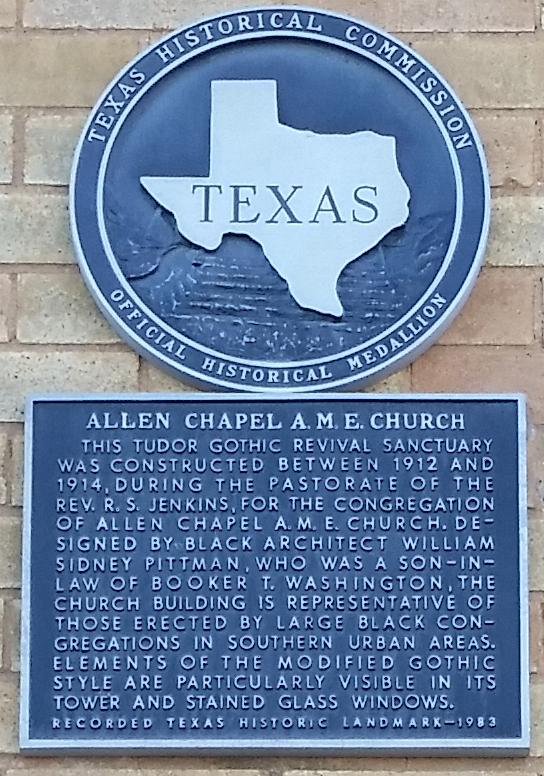 TEXAS HISTORICAL COMMISSION
TEXAS
OFFICIAL HISTORICAL MEDALLION
ALLEN CHAPEL A.M.E. CHURCH
THIS TUDOR GOTHIC REVIVAL SANCTUARY
WAS CONSTRUCTED BETWEEN 1912 AND
1914, DURING THE PASTORATE OF THE
REV. R. S. JENKINS, FOR THE CONGREGATION
OF ALLEN CHAPEL A.M.E. CHURCH. DE-
SIGNED BY BLACK ARCHITECT WILLIAM
SIDNEY PITTMAN, WHO WAS A SON-IN-
LAW OF BOOKER T. WASHINGTON, THE
CHURCH BUILDING IS REPRESENTATIVE OF
THOSE ERECTED BY LARGE BLACK CON-
GREGATIONS IN SOUTHERN URBAN AREAS.
ELEMENTS OF THE MODIFIED GOTHIC
STYLE ARE PARTICULARLY VISIBLE IN ITS
TOWER AND STAINED GLASS WINDOWS.
RECORDED TEXAS HISTORIC LANDMARK-1983